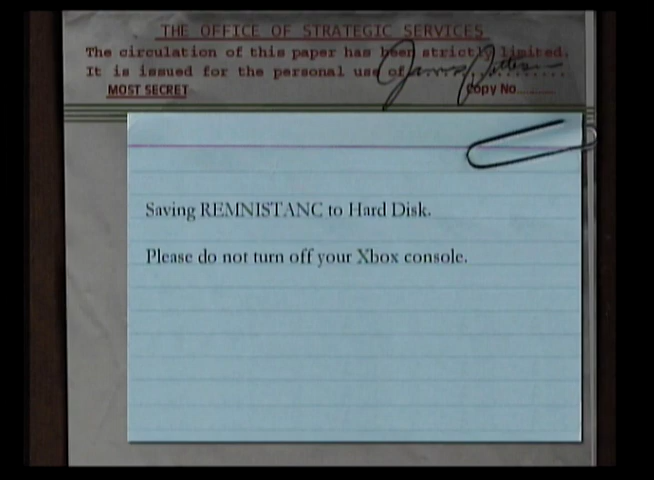 THE OFFICE OF STRATEGIC SERVICES
The circulation of this paper has been strictly limited.
It is issued for the personal use of James Patterson
MOST SECRET Copy No..........
Saving REMNISTANC to Hard Disk.
Please do not turn off your Xbox console.